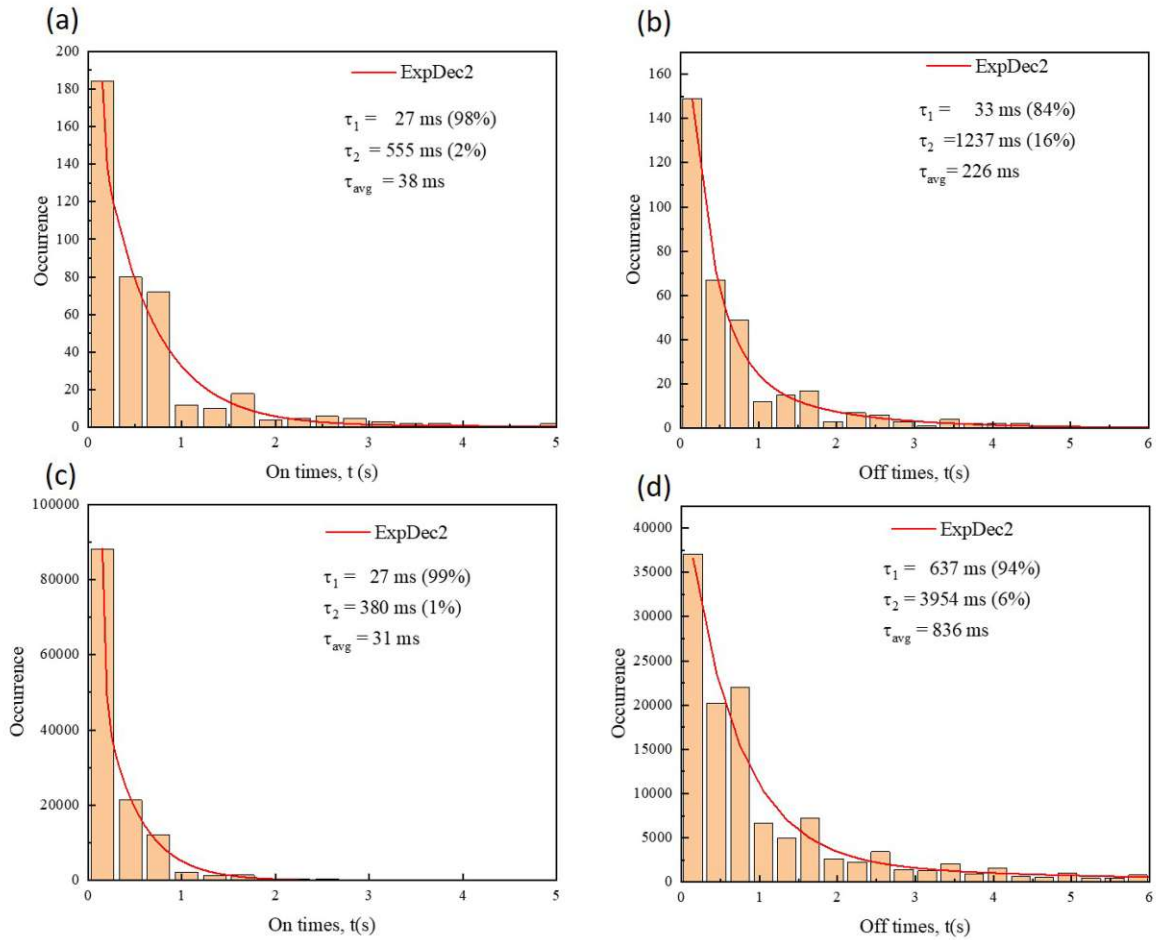 (a)
200
180
160
140
120
100
80
60
40
20
0
Occurrence
ExpDec2
τ1 = 27 ms (98%)
τ2 = 555 ms (2%)
τavg = 38 ms
0 1 2 3 4 5
On times, t (s)
(b)
160
140
120
100
80
60
40
20
0
Occurrence
ExpDec2
τ1 = 33 ms (84%)
τ2 =1237 ms (16%)
τavg= 226 ms
0 1 2 3 4 5 6
Off times, t(s)
(c)
100000
80000
60000
40000
20000
0
Occurrence
ExpDec2
τ1 = 27 ms (99%)
τ2 = 380 ms (1%)
τavg = 31 ms
0 1 2 3 4 5
On times, t(s)
(d)
40000
35000
30000
25000
20000
15000
10000
5000
0
Occurrence
ExpDec2
τ1 = 637 ms (94%)
τ2 = 3954 ms (6%)
τavg = 836 ms
0 1 2 3 4 5 6
Off times, t(s)